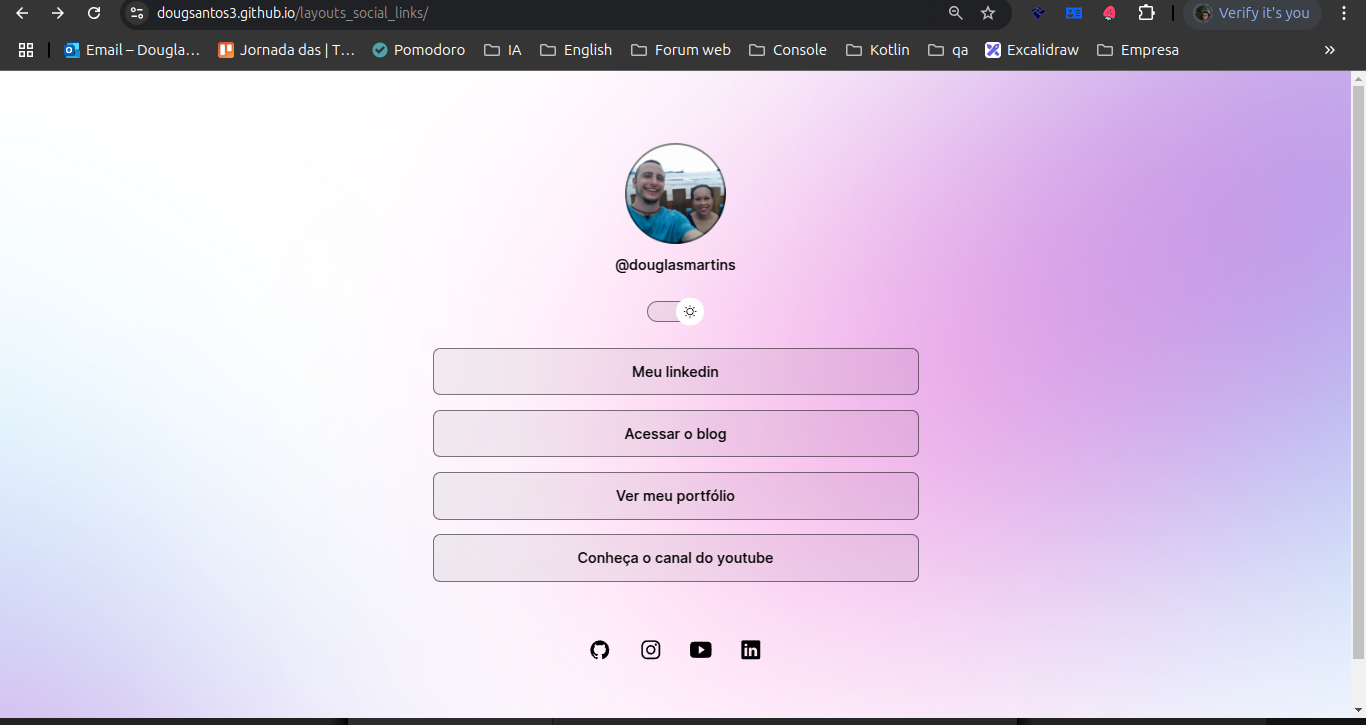 dougsantos3.github.io/layouts_social_links/
Verify it's you
Email – Dougla… Jornada das | T… Pomodoro IA English Forum web Console Kotlin qa Excalidraw Empresa
@douglasmartins
Meu linkedin
Acessar o blog
Ver meu portfólio
Conheça o canal do youtube